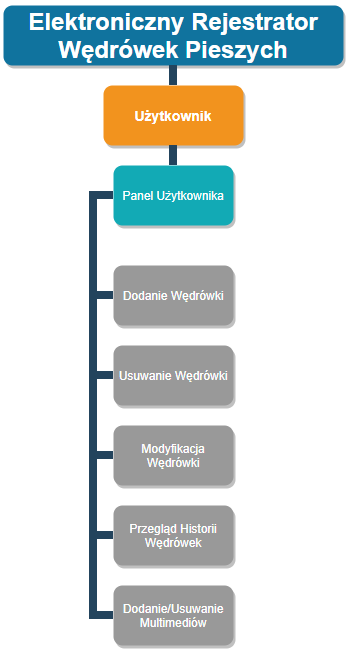 Elektroniczny Rejestrator
Wędrówek Pieszych
Użytkownik
Panel Użytkownika
Dodanie Wędrówki
Usuwanie Wędrówki
Modyfikacja
Wędrówki
Przegląd Historii
Wędrówek
Dodanie/Usuwanie
Multimediów